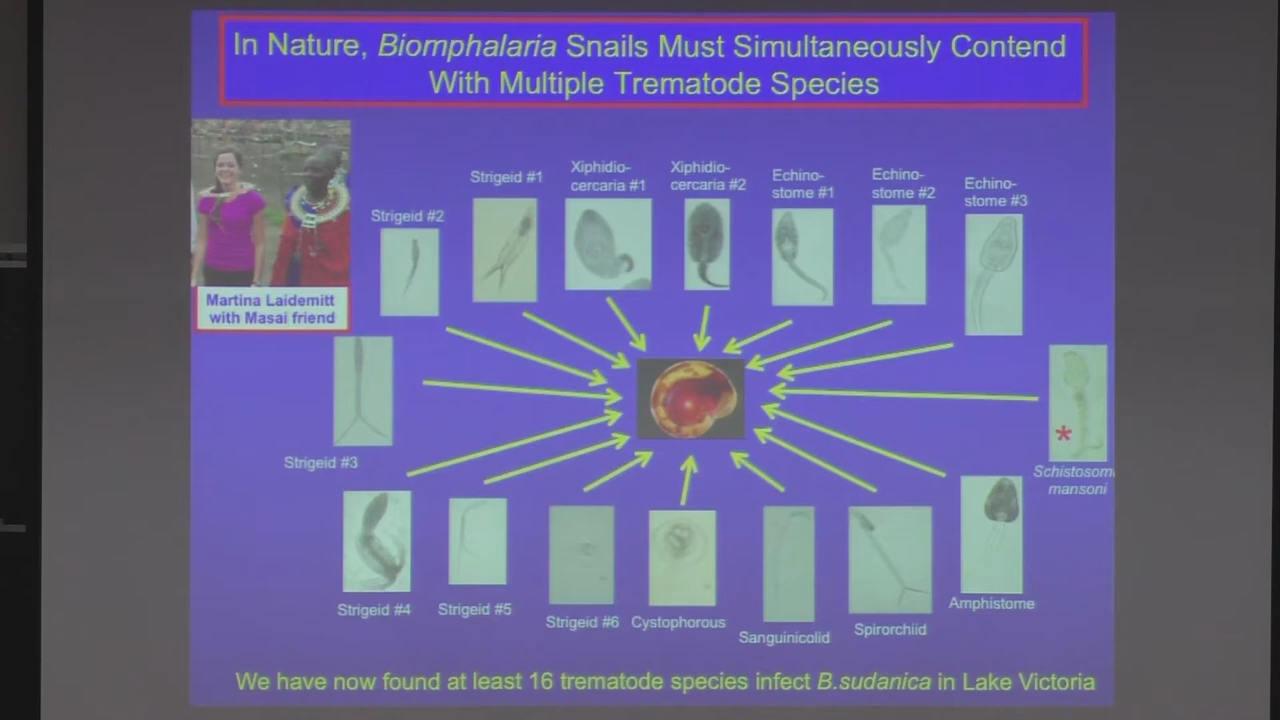 In Nature, Biomphalaria Snails Must Simultaneously Contend
With Multiple Trematode Species
Martina Laidemitt
with Masai friend
Strigeid #2
Strigeid #1
Xiphidio-
cercaria #1
Xiphidio-
cercaria #2
Echino-
stome #1
Echino-
stome #2
Echino-
stome #3
Strigeid #3
*
Schistosom
mansoni
Strigeid #4
Strigeid #5
Strigeid #6
Cystophorous
Sanguinicolid
Spirorchiid
Amphistome
We have now found at least 16 trematode species infect B.sudanica in Lake Victoria